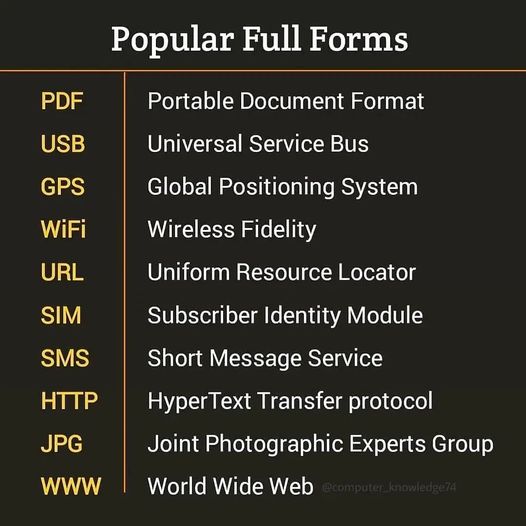 Popular Full Forms
PDF Portable Document Format
USB Universal Service Bus
GPS Global Positioning System
WiFi Wireless Fidelity
URL Uniform Resource Locator
SIM Subscriber Identity Module
SMS Short Message Service
HTTP HyperText Transfer protocol
JPG Joint Photographic Experts Group
WWW World Wide Web @computer_knowledge74